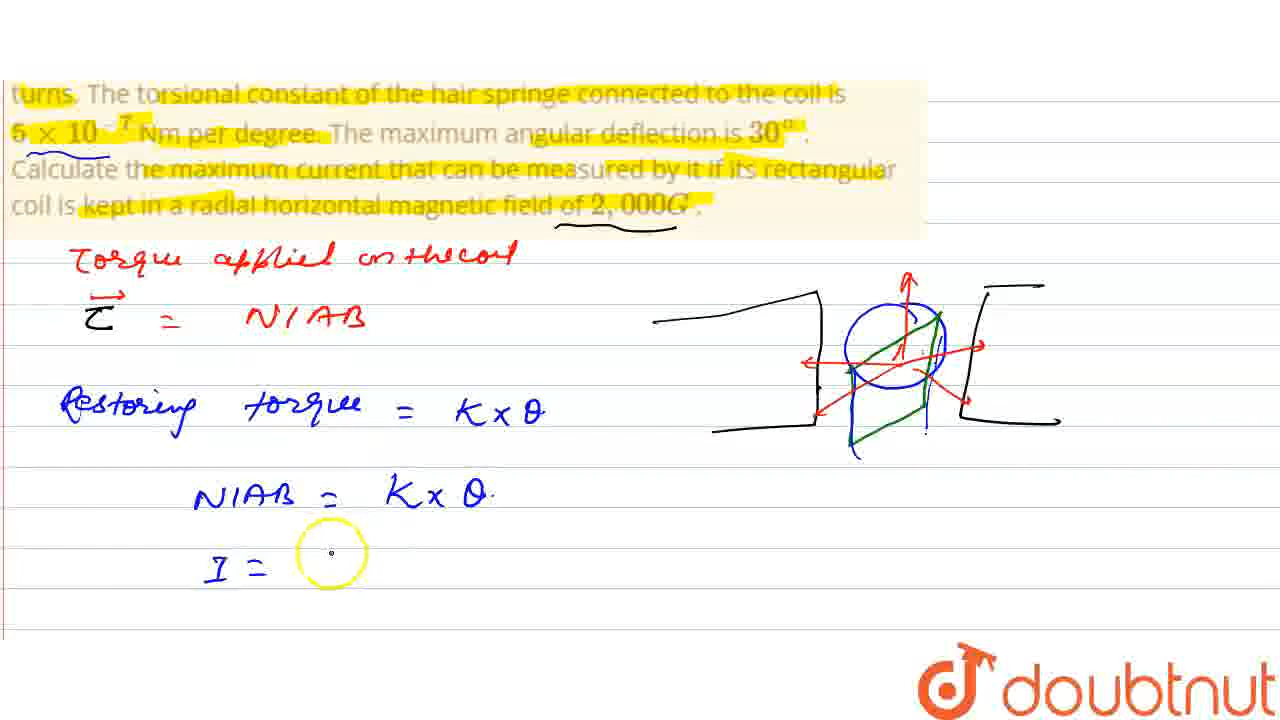 turns. The torsional constant of the hair springe connected to the coil is
6 × 10⁻⁷ Nm per degree. The maximum angular deflection is 30°.
Calculate the maximum current that can be measured by it if its rectangular
coil is kept in a radial horizontal magnetic field of 2, 000G .
Torque applied on the coil
τ⃗ = NIAB
Restoring torque = K x θ
NIAB = K x θ.
I =
doubtnut